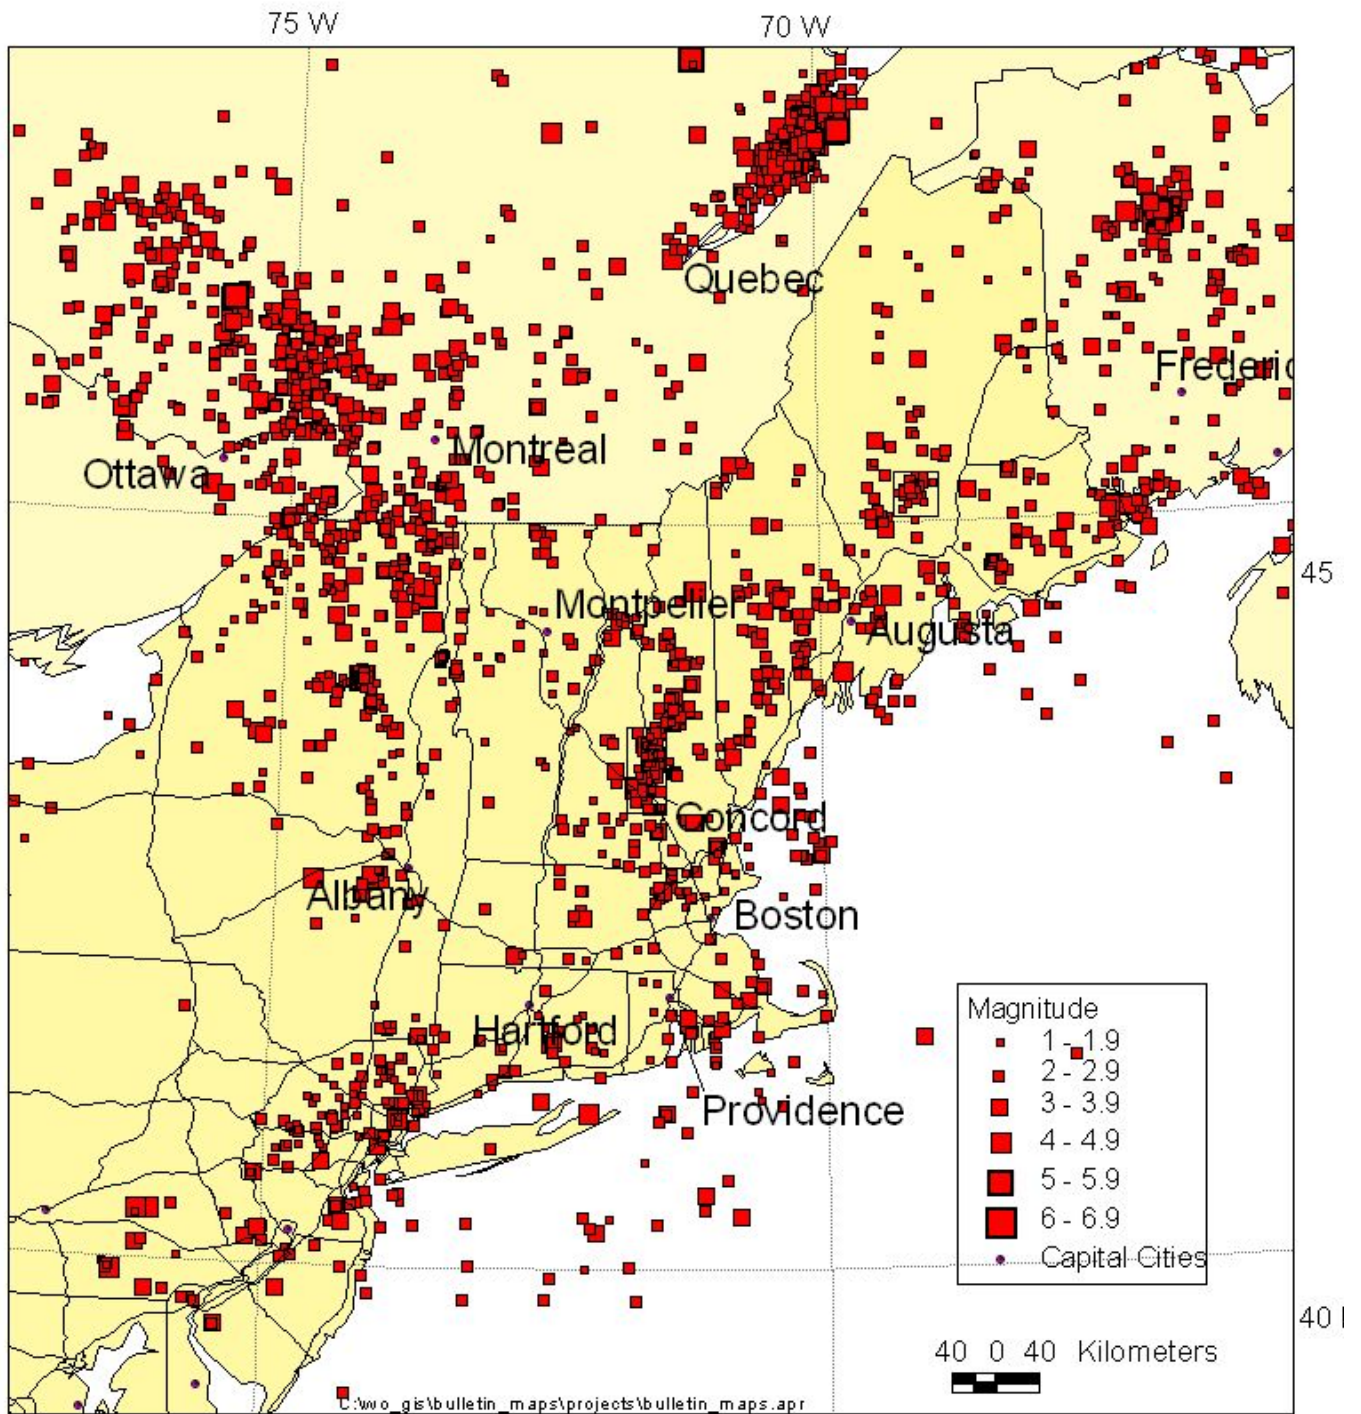 75 W
70 W
Quebec
Frederic
Montreal
Ottawa
45
Montpelier
Augusta
Concord
Albany
Boston
Magnitude
1 - 1.9
2 - 2.9
3 - 3.9
4 - 4.9
5 - 5.9
6 - 6.9
Capital Cities
Hartford
Providence
40
40 0 40 Kilometers
C:\wo_gis\bulletin_maps\projects\bulletin_maps.apr